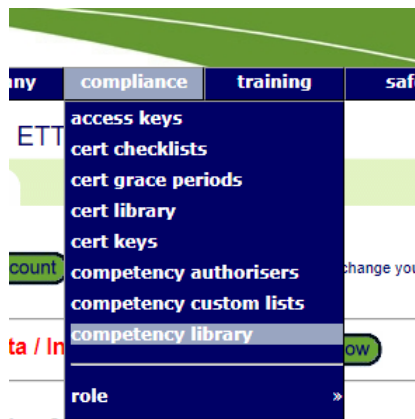 ny compliance training saf
access keys
ETT
cert checklists
cert grace periods
cert library
cert keys
count competency authorisers change you
competency custom lists
ta / In competency library ow
role »